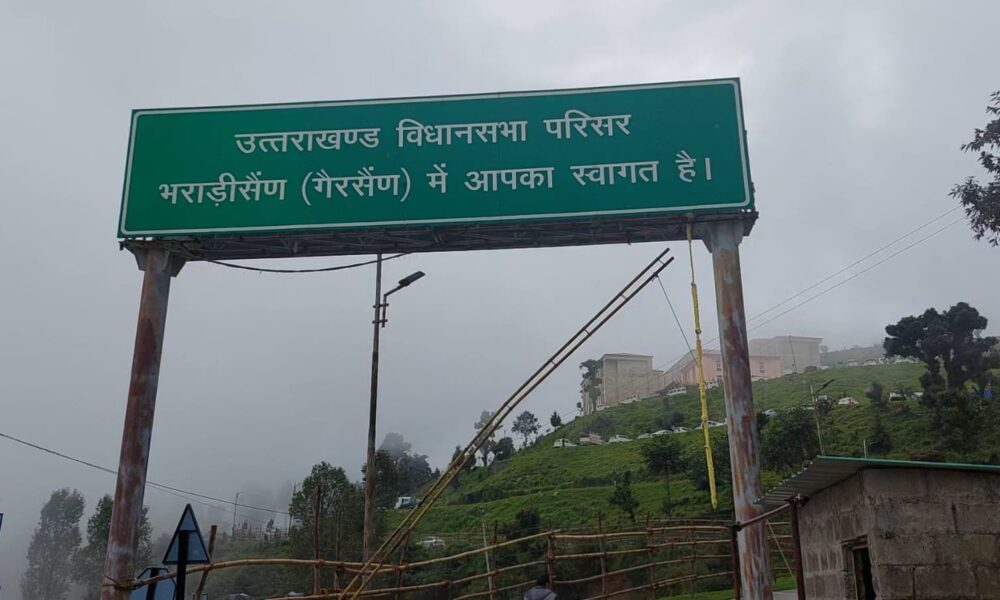 उत्तराखण्ड विधानसभा परिसर
भराड़ीसैंण (गैरसैंण) में आपका स्वागत है।